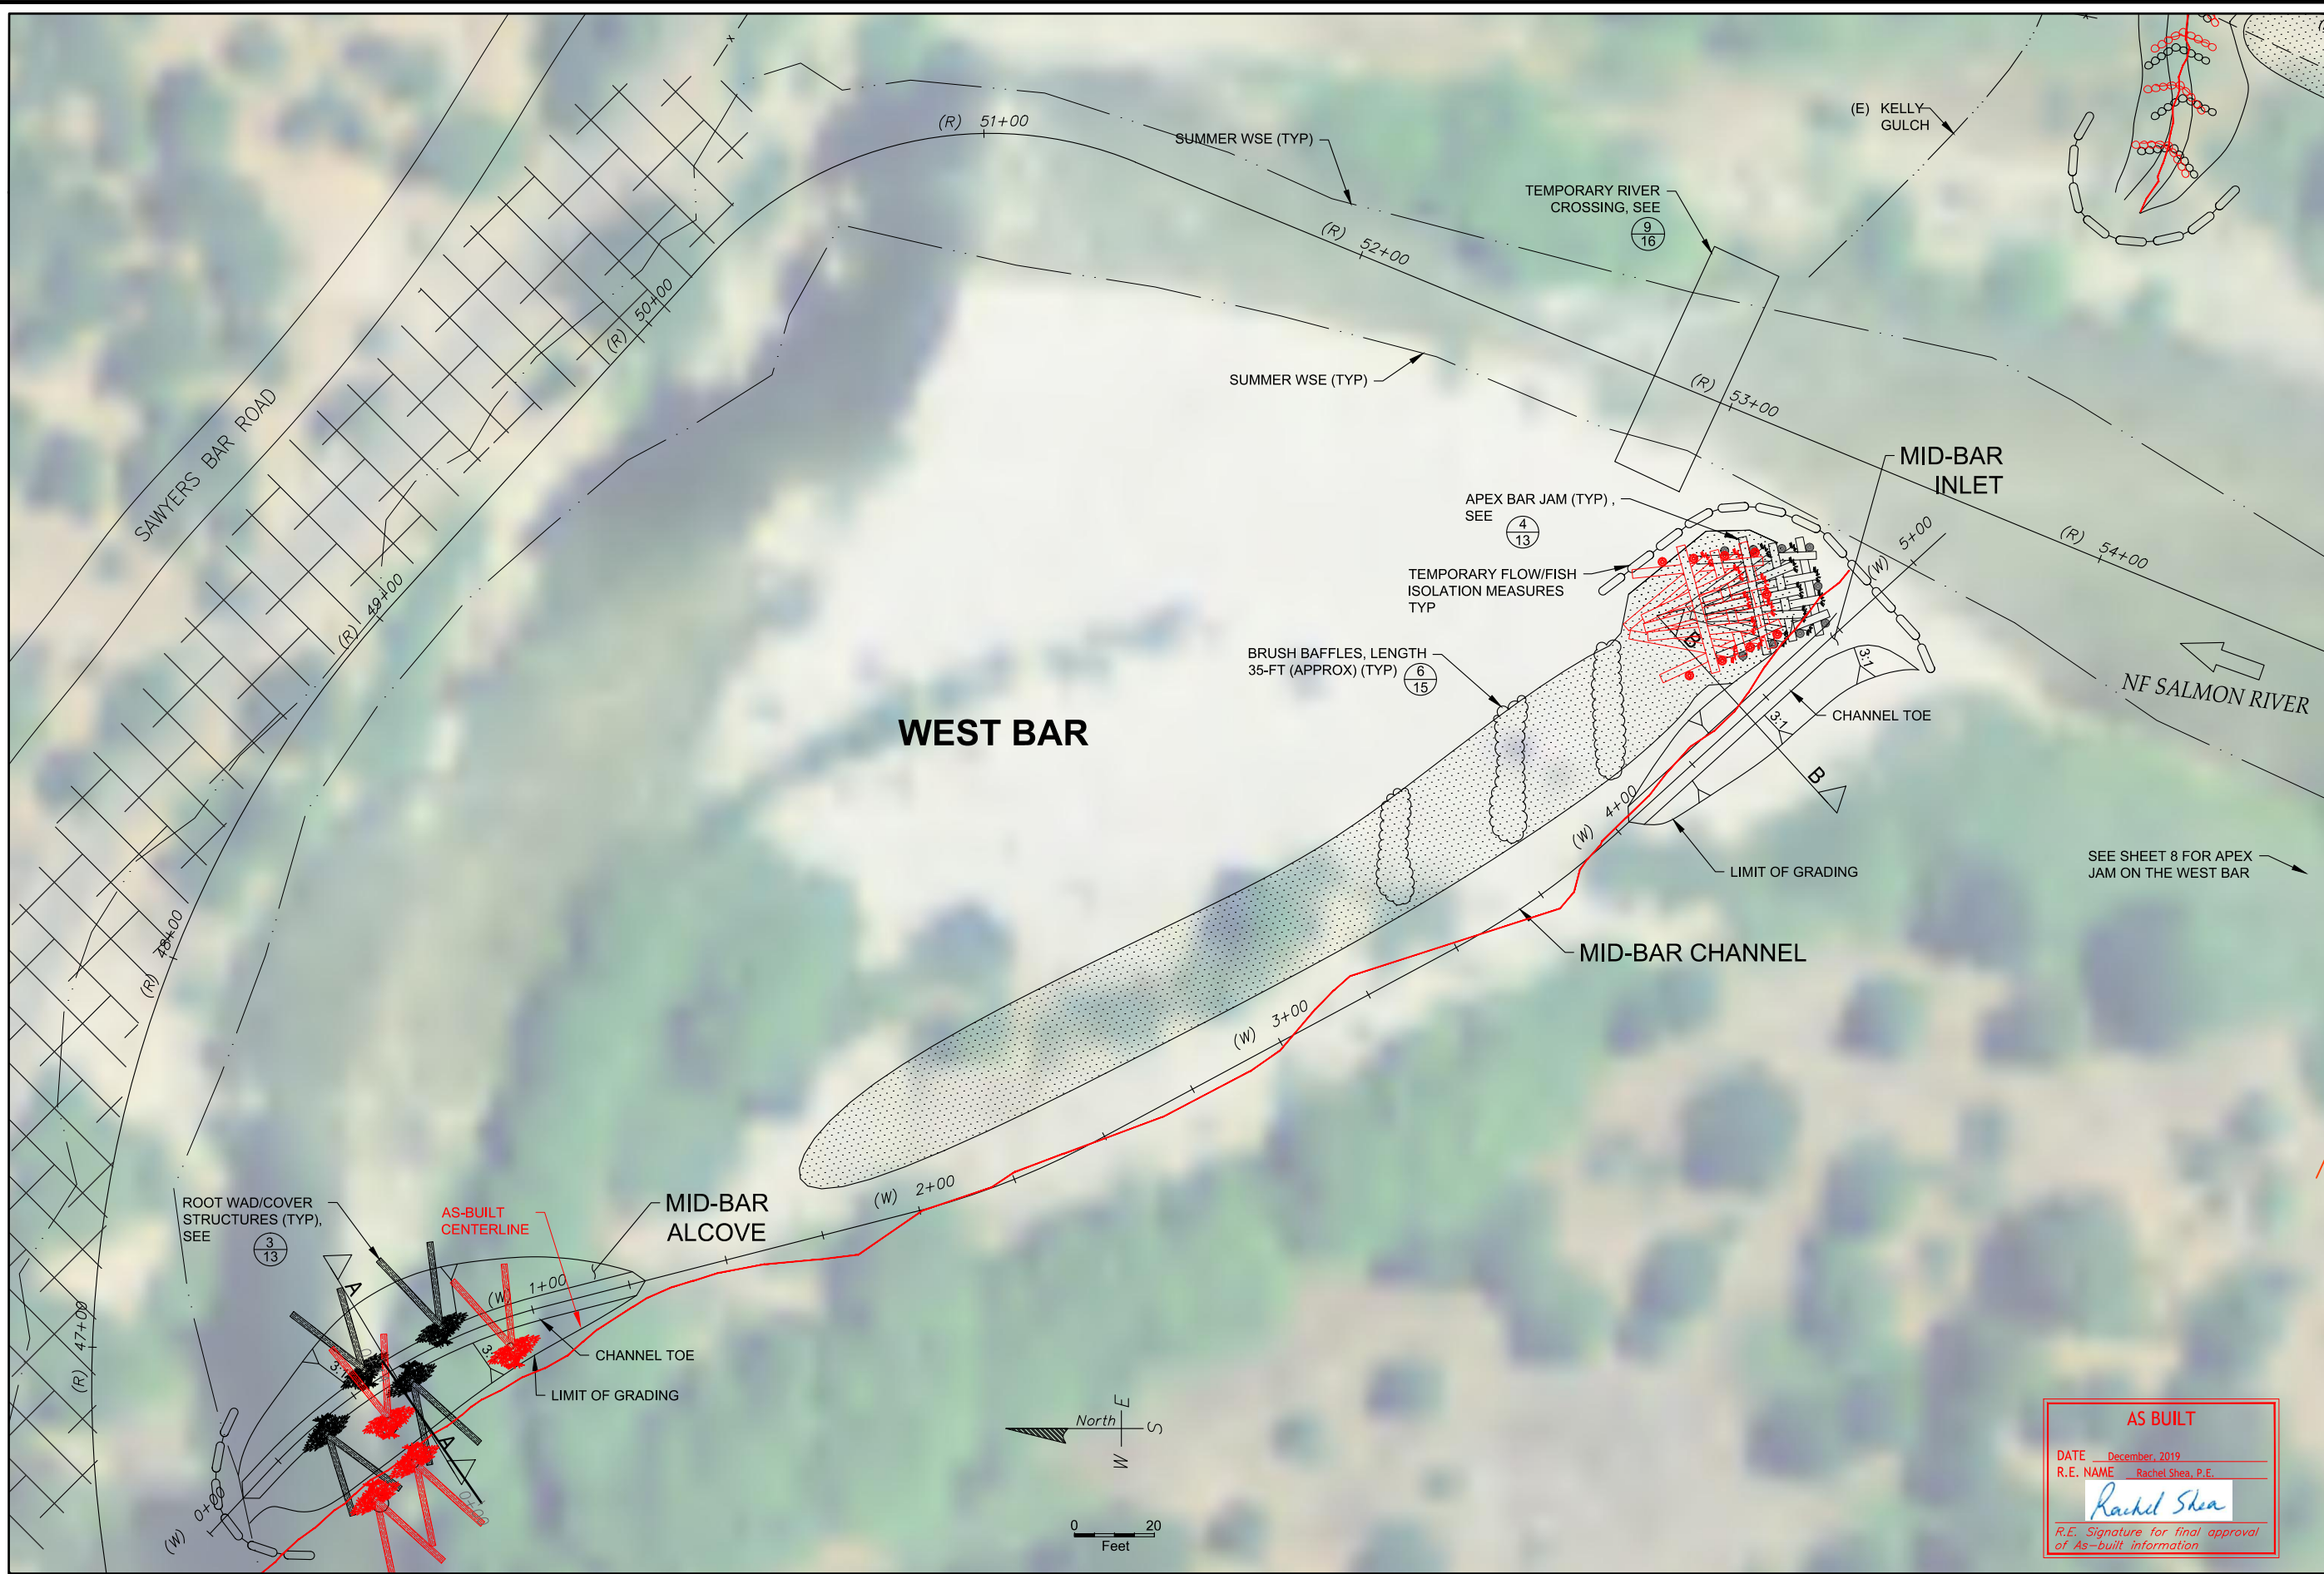 (R) 51+00
SUMMER WSE (TYP)
(E) KELLY
GULCH
TEMPORARY RIVER
CROSSING, SEE
9
16
(R) 52+00
(R) 50+00
SUMMER WSE (TYP)
(R) 53+00
SAWYERS BAR ROAD
MID-BAR
INLET
APEX BAR JAM (TYP) ,
SEE
4
13
(W) 5+00
(R) 54+00
TEMPORARY FLOW/FISH
ISOLATION MEASURES
TYP
(R) 49+00
B
3:1
BRUSH BAFFLES, LENGTH
35-FT (APPROX) (TYP)
6
15
NF SALMON RIVER
WEST BAR
3:1
CHANNEL TOE
B
(W) 4+00
SEE SHEET 8 FOR APEX
JAM ON THE WEST BAR
LIMIT OF GRADING
(R) 48+00
MID-BAR CHANNEL
(W) 3+00
(W) 2+00
ROOT WAD/COVER
STRUCTURES (TYP),
SEE
3
13
AS-BUILT
CENTERLINE
MID-BAR
ALCOVE
A
(W) 1+00
(R) 47+00
3:1
3:1
CHANNEL TOE
LIMIT OF GRADING
A
0+00
(W) 0+00
North
E
S
W
0 20
Feet
AS BUILT
DATE December, 2019
R.E. NAME Rachel Shea, P.E.
Rachel Shea
R.E. Signature for final approval
of As-built information